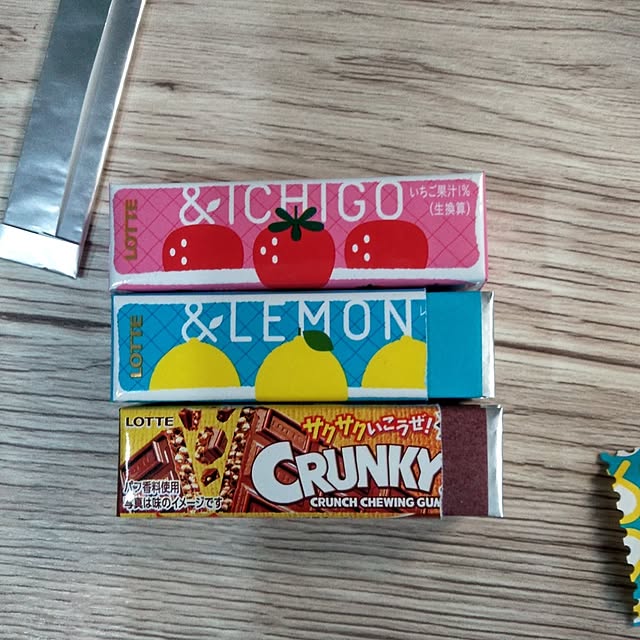 LOTTE
&ICHIGO
いちご果汁1%
(生換算)
LOTTE
&LEMON
レ
LOTTE
サクサクいこうぜ!
CRUNKY
CRUNCH CHEWING GUM
パフ香料使用
写真は味のイメージです